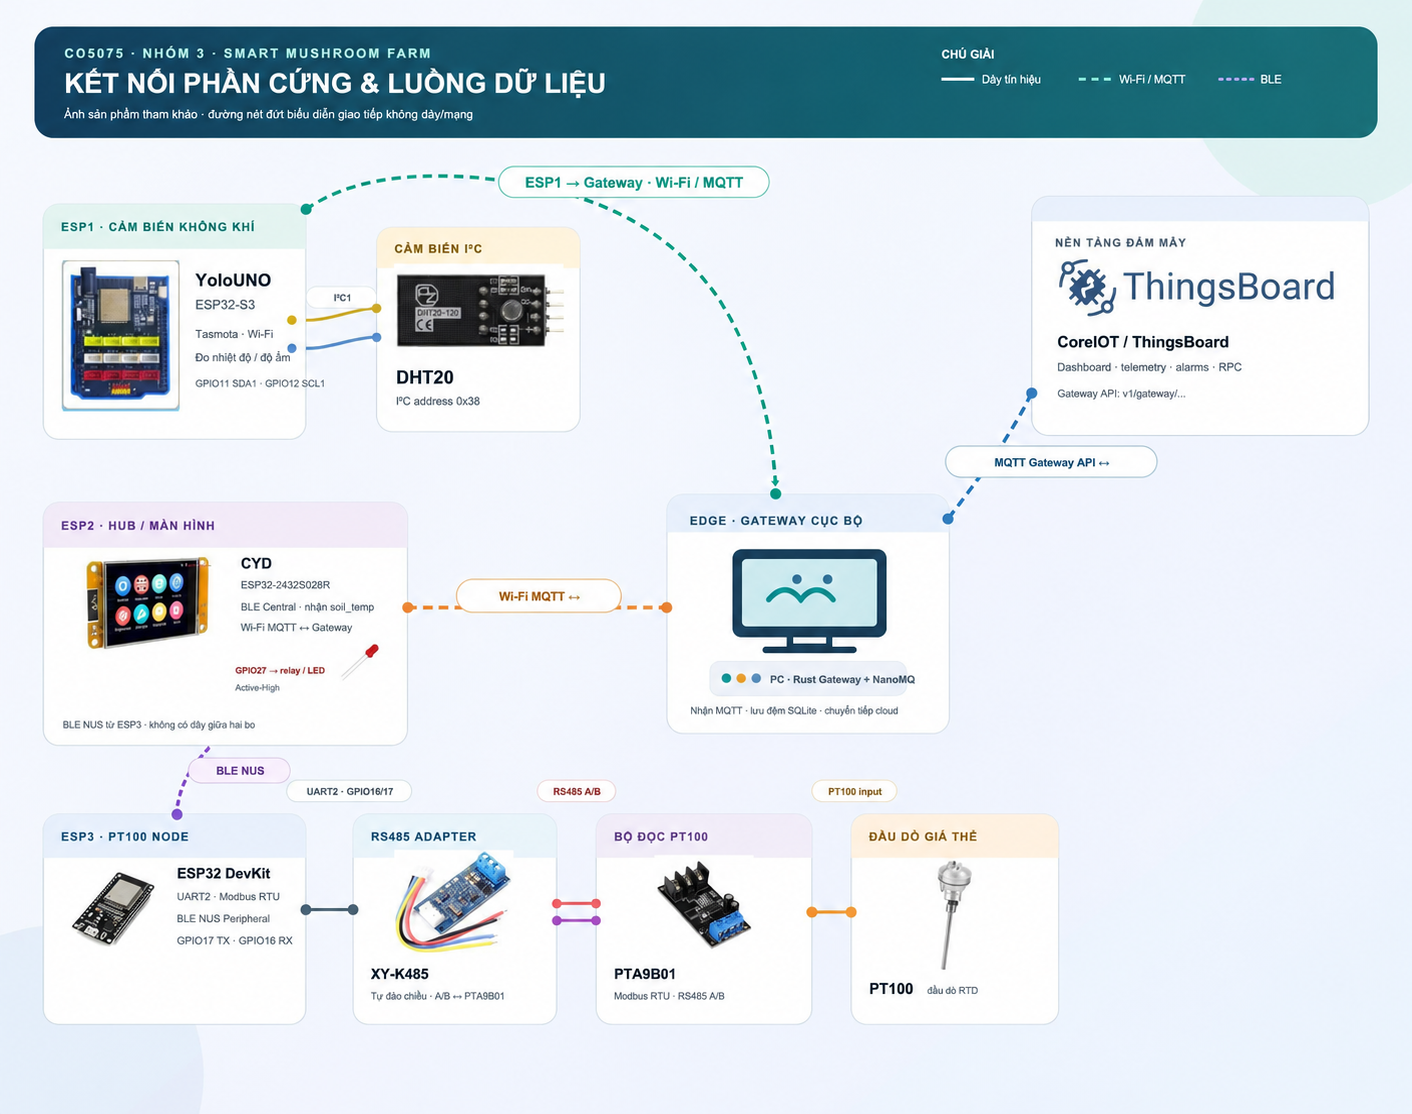 CO5075 · NHÓM 3 · SMART MUSHROOM FARM
KẾT NỐI PHẦN CỨNG & LUỒNG DỮ LIỆU
Ảnh sản phẩm tham khảo · đường nét đứt biểu diễn giao tiếp không dây/mạng
CHÚ GIẢI
Dây tín hiệu
Wi-Fi / MQTT
BLE
ESP1 → Gateway · Wi-Fi / MQTT
ESP1 · CẢM BIẾN KHÔNG KHÍ
YoloUNO
ESP32-S3
Tasmota · Wi-Fi
Đo nhiệt độ / độ ẩm
GPIO11 SDA1 · GPIO12 SCL1
I²C1
CẢM BIẾN I²C
DHT20-120
CE
DHT20
I²C address 0x38
NỀN TẢNG ĐÁM MÂY
ThingsBoard
CoreIOT / ThingsBoard
Dashboard · telemetry · alarms · RPC
Gateway API: v1/gateway/...
MQTT Gateway API ↔
ESP2 · HUB / MÀN HÌNH
CYD
ESP32-2432S028R
BLE Central · nhận soil_temp
Wi-Fi MQTT ↔ Gateway
GPIO27 → relay / LED
Active-High
BLE NUS từ ESP3 · không có dây giữa hai bo
Wi-Fi MQTT ↔
EDGE · GATEWAY CỤC BỘ
PC · Rust Gateway + NanoMQ
Nhận MQTT · lưu đệm SQLite · chuyển tiếp cloud
BLE NUS
UART2 · GPIO16/17
RS485 A/B
PT100 input
ESP3 · PT100 NODE
ESP32 DevKit
UART2 · Modbus RTU
BLE NUS Peripheral
GPIO17 TX · GPIO16 RX
RS485 ADAPTER
XY-K485
Tự đảo chiều · A/B ↔ PTA9B01
BỘ ĐỌC PT100
PTA9B01
Modbus RTU · RS485 A/B
ĐẦU DÒ GIÁ THỂ
PT100
đầu dò RTD